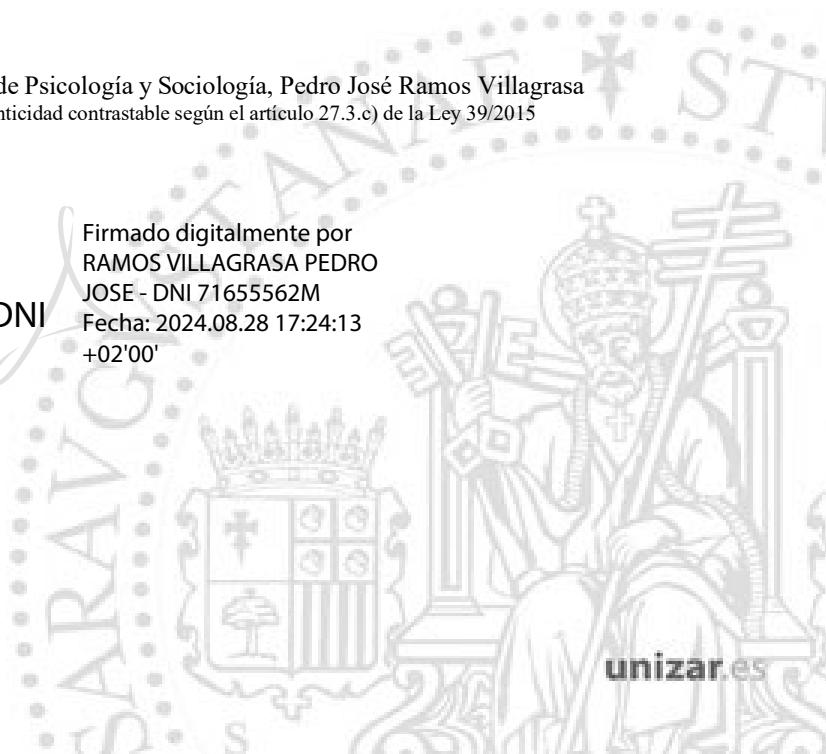 de Psicología y Sociología, Pedro José Ramos Villagrasa
nticidad contrastable según el artículo 27.3.c) de la Ley 39/2015
Firmado digitalmente por
RAMOS VILLAGRASA PEDRO
JOSE - DNI 71655562M
Fecha: 2024.08.28 17:24:13
+02'00'
DNI
unizar.es